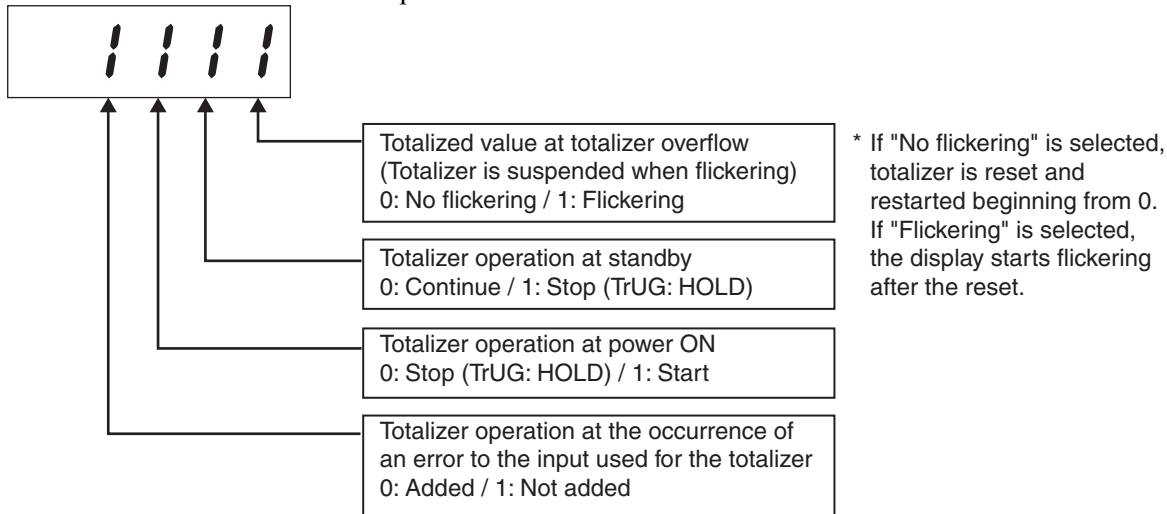 1111
Totalized value at totalizer overflow
(Totalizer is suspended when flickering)
0: No flickering / 1: Flickering
* If "No flickering" is selected,
totalizer is reset and
restarted beginning from 0.
If "Flickering" is selected,
the display starts flickering
after the reset.
Totalizer operation at standby
0: Continue / 1: Stop (TrUG: HOLD)
Totalizer operation at power ON
0: Stop (TrUG: HOLD) / 1: Start
Totalizer operation at the occurrence of
an error to the input used for the totalizer
0: Added / 1: Not added